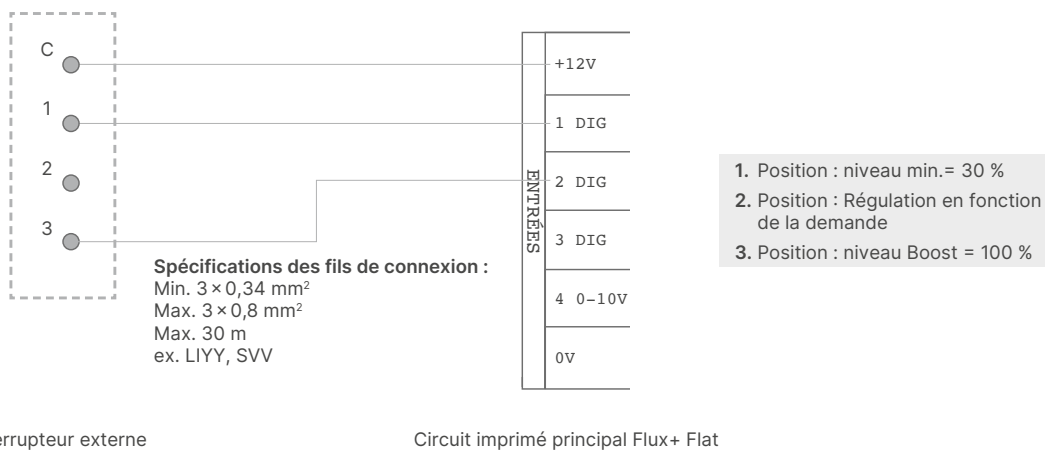 C
1
2
3
ENTRÉES
+12V
1 DIG
2 DIG
3 DIG
4 0–10V
0V
Spécifications des fils de connexion :
Min. 3 × 0,34 mm²
Max. 3 × 0,8 mm²
Max. 30 m
ex. LIYY, SVV
1. Position : niveau min.= 30 %
2. Position : Régulation en fonction
de la demande
3. Position : niveau Boost = 100 %
errupteur externe
Circuit imprimé principal Flux+ Flat